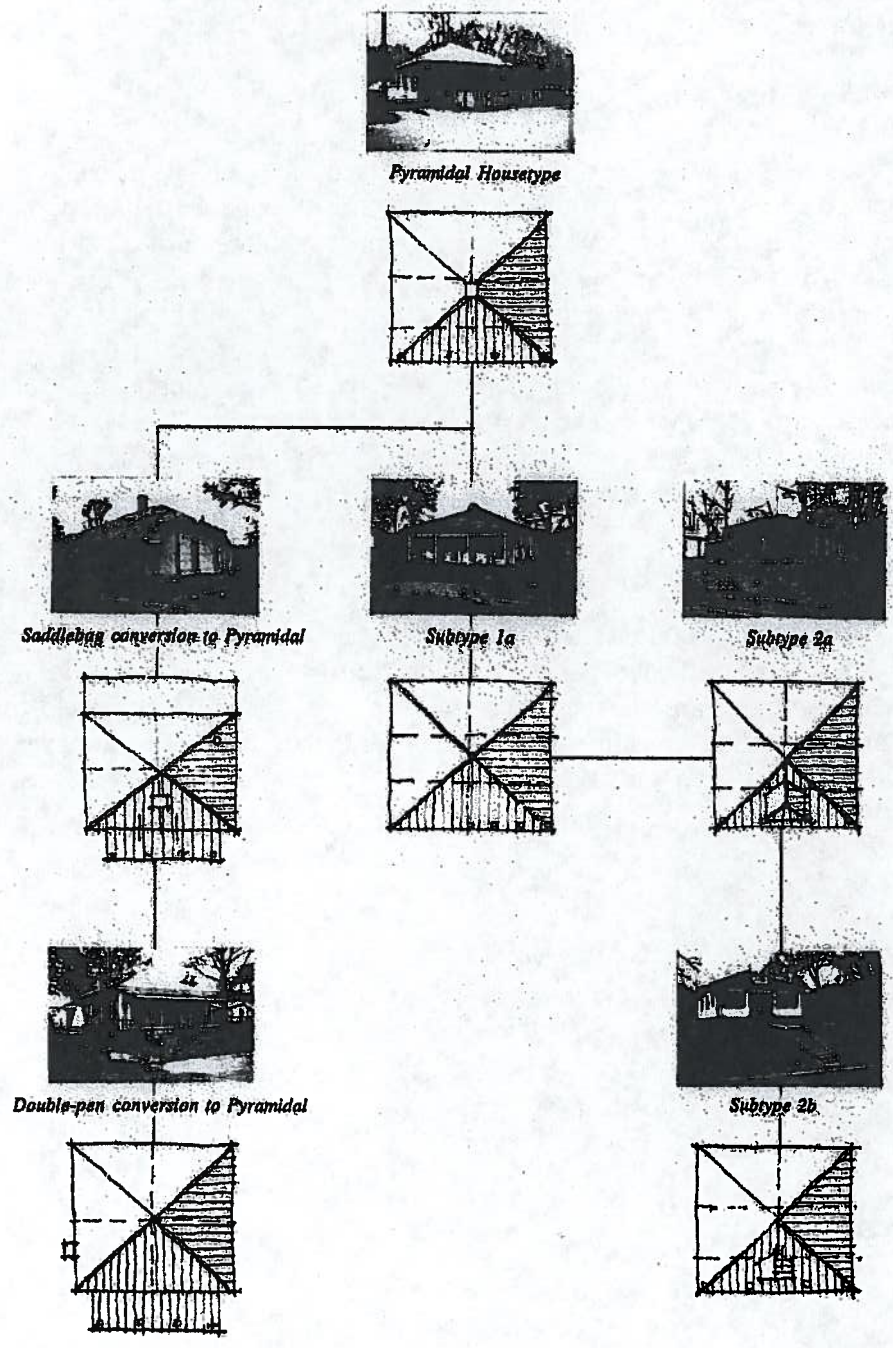 Pyramidal Housetype
Saddlebag conversion to Pyramidal
Subtype 1a
Subtype 2a
Double-pen conversion to Pyramidal
Subtype 2b